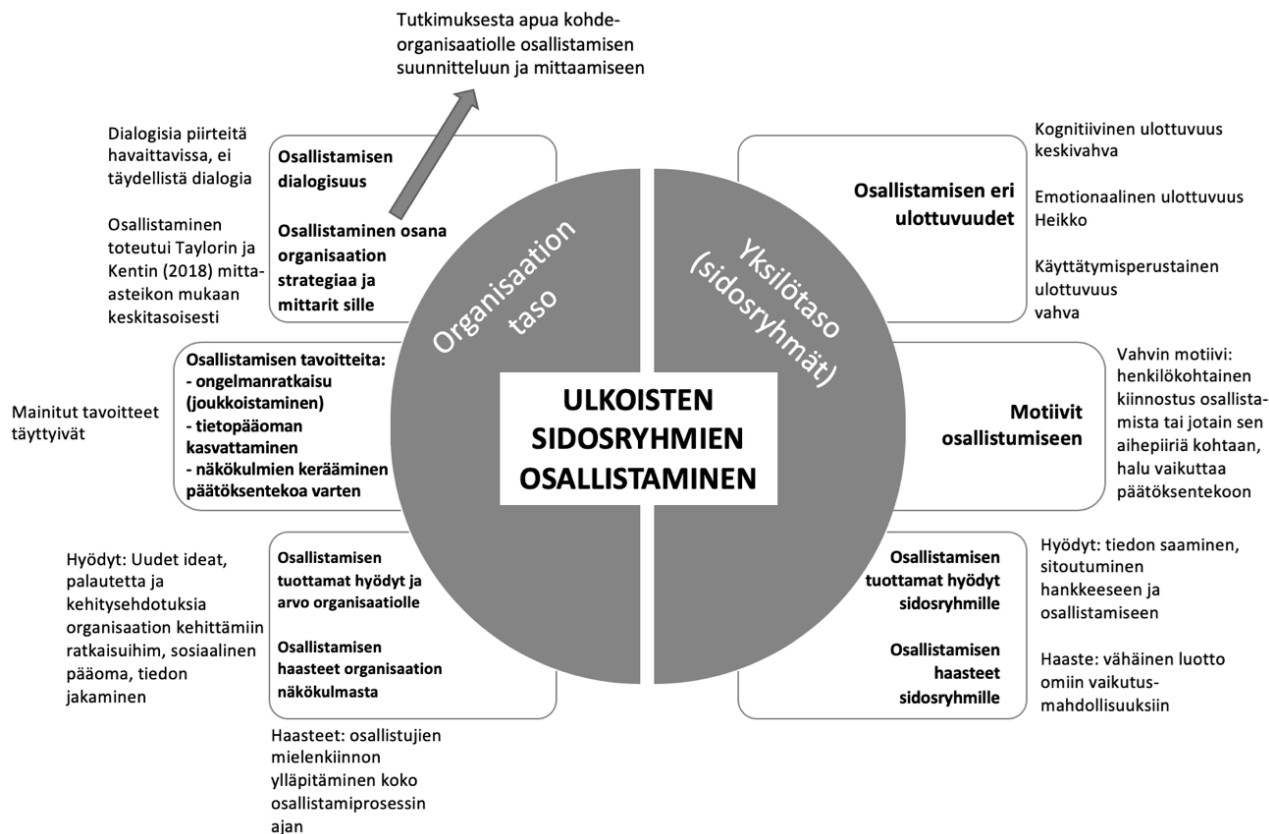 Tutkimuksesta apua kohde-
organisaatiolle osallistamisen
suunnitteluun ja mittaamiseen
Dialogisia piirteitä
havaittavissa, ei
täydellistä dialogia
Osallistaminen
toteutui Taylorin ja
Kentin (2018) mitta-
asteikon mukaan
keskitasoisesti
Osallistamisen
dialogisuus
Osallistaminen osana
organisaation
strategiaa ja
mittarit sille
Mainitut tavoitteet
täyttyivät
Osallistamisen tavoitteita:
- ongelmanratkaisu
(joukkoistaminen)
- tietopääoman
kasvattaminen
- näkökulmien kerääminen
päätöksentekoa varten
Hyödyt: Uudet ideat,
palautetta ja
kehitysehdotuksia
organisaation kehittämiin
ratkaisuihim, sosiaalinen
pääoma, tiedon
jakaminen
Osallistamisen
tuottamat hyödyt ja
arvo organisaatiolle
Osallistamisen
haasteet organisaation
näkökulmasta
Haasteet: osallistujien
mielenkiinnon
ylläpitäminen koko
osallistamiprosessin
ajan
Organisaation
taso
Yksilötaso
(sidosryhmät)
ULKOISTEN
SIDOSRYHMIEN
OSALLISTAMINEN
Osallistamisen eri
ulottuvuudet
Kognitiivinen ulottuvuus
keskivahva
Emotionaalinen ulottuvuus
Heikko
Käyttätymisperustainen
ulottuvuus
vahva
Motiivit
osallistumiseen
Vahvin motiivi:
henkilökohtainen
kiinnostus osallista-
mista tai jotain sen
aihepiiriä kohtaan,
halu vaikuttaa
päätöksentekoon
Osallistamisen
tuottamat hyödyt
sidosryhmille
Osallistamisen
haasteet
sidosryhmille
Hyödyt: tiedon saaminen,
sitoutuminen
hankkeeseen ja
osallistamiseen
Haaste: vähäinen luotto
omiin vaikutus-
mahdollisuuksiin